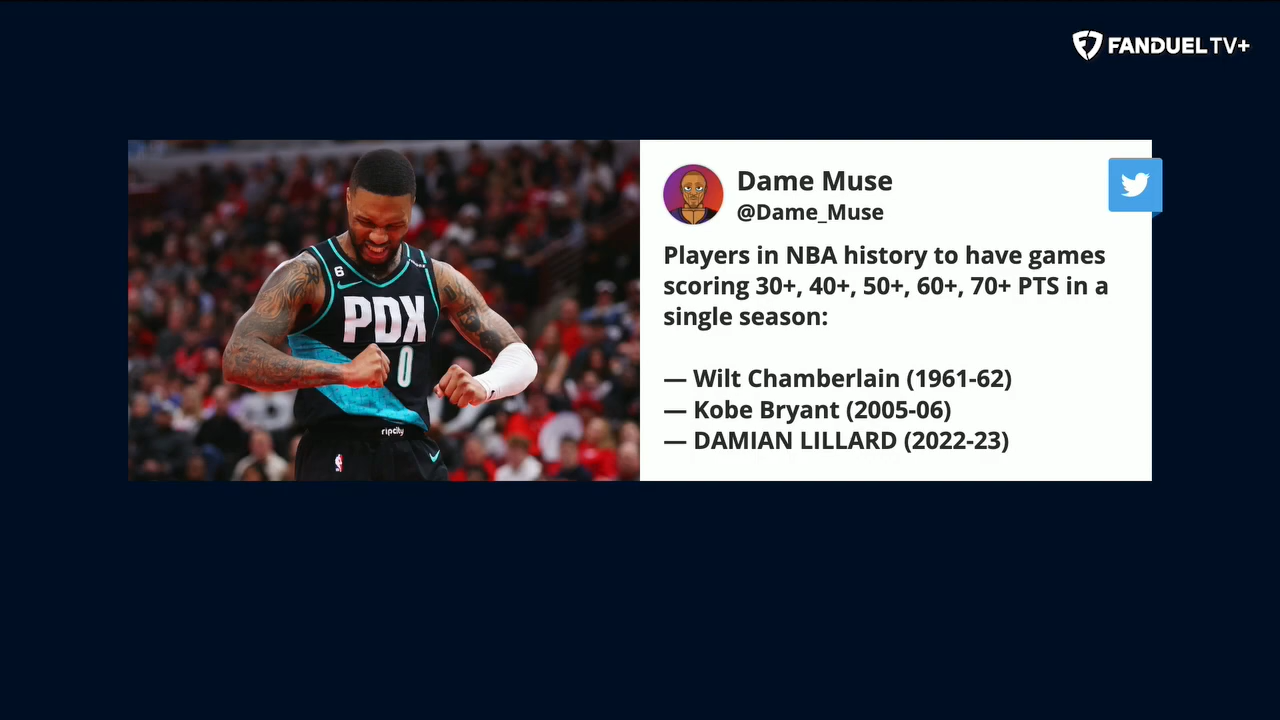 FANDUEL TV+
6
PDX
0
ripcity
Dame Muse
@Dame_Muse
Players in NBA history to have games
scoring 30+, 40+, 50+, 60+, 70+ PTS in a
single season:
— Wilt Chamberlain (1961-62)
— Kobe Bryant (2005-06)
— DAMIAN LILLARD (2022-23)